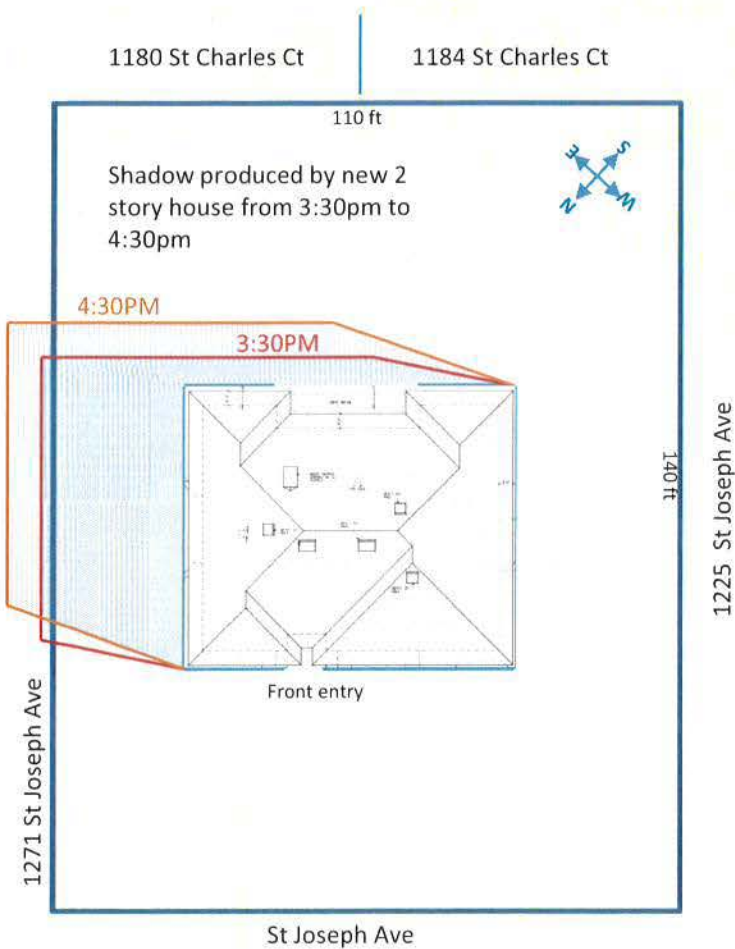 1180 St Charles Ct
1184 St Charles Ct
110 ft
Shadow produced by new 2
story house from 3:30pm to
4:30pm
E
S
N
W
4:30PM
3:30PM
140 ft
1225 St Joseph Ave
Front entry
1271 St Joseph Ave
St Joseph Ave